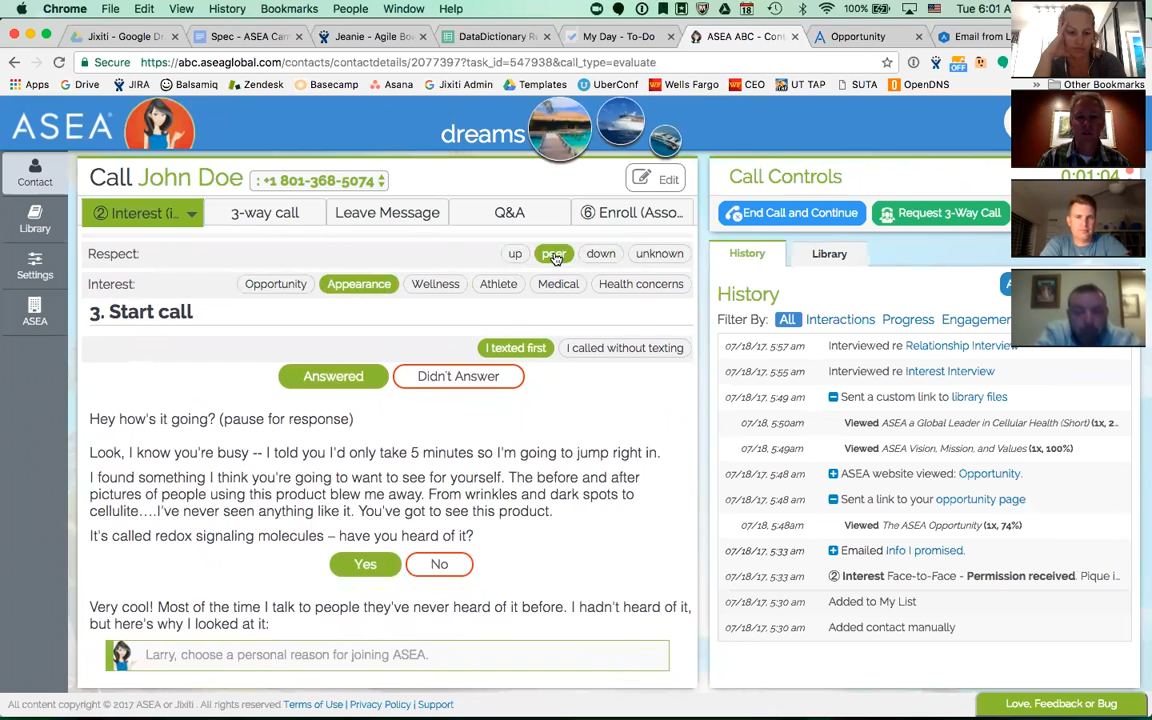 Chrome File Edit View History Bookmarks People Window Help 18 100% Tue 6:01 A
Jixiti - Google D Spec - ASEA Car Jeanie - Agile Bo DataDictionary R My Day - To-Do ASEA ABC - Con Opportunity Email from L
Secure https://abc.aseaglobal.com/contacts/contactdetails/2077397?task_id=547938&call_type=evaluate
Apps Drive JIRA Balsamiq Zendesk Basecamp Asana Jixiti Admin UT TAP Templates UberConf Wells Fargo CEO SUTA OpenDNS Other Bookmarks
ASEA dreams
Contact
Library
Settings
ASEA
Call John Doe : +1 801-368-5074 Edit
② Interest (i... 3-way call Leave Message Q&A ⑥ Enroll (Asso...
Respect: up peer down unknown
Interest: Opportunity Appearance Wellness Athlete Medical Health concerns
3. Start call
I texted first I called without texting
Answered Didn't Answer
Hey how's it going? (pause for response)
Look, I know you're busy -- I told you I'd only take 5 minutes so I'm going to jump right in.
I found something I think you're going to want to see for yourself. The before and after
pictures of people using this product blew me away. From wrinkles and dark spots to
cellulite....I've never seen anything like it. You've got to see this product.
It's called redox signaling molecules – have you heard of it?
Yes No
Very cool! Most of the time I talk to people they've never heard of it before. I hadn't heard of it,
but here's why I looked at it:
Larry, choose a personal reason for joining ASEA.
Call Controls 0:01:04
End Call and Continue Request 3-Way Call
History Library
History
Filter By: All Interactions Progress Engagemen
07/18/17, 5:57 am Interviewed re Relationship Interview
07/18/17, 5:55 am Interviewed re Interest Interview
07/18/17, 5:49 am Sent a custom link to library files
07/18, 5:50am Viewed ASEA a Global Leader in Cellular Health (Short) (1x, 2...
07/18, 5:49am Viewed ASEA Vision, Mission, and Values (1x, 100%)
07/18/17, 5:48 am ASEA website viewed: Opportunity.
07/18/17, 5:48 am Sent a link to your opportunity page
07/18, 5:48am Viewed The ASEA Opportunity (1x, 74%)
07/18/17, 5:33 am Emailed Info I promised.
07/18/17, 5:33 am ② Interest Face-to-Face - Permission received. Pique i...
07/18/17, 5:30 am Added to My List
07/18/17, 5:30 am Added contact manually
All content copyright © 2017 ASEA or Jixiti. All rights reserved. Terms of Use | Privacy Policy | Support Love, Feedback or Bug